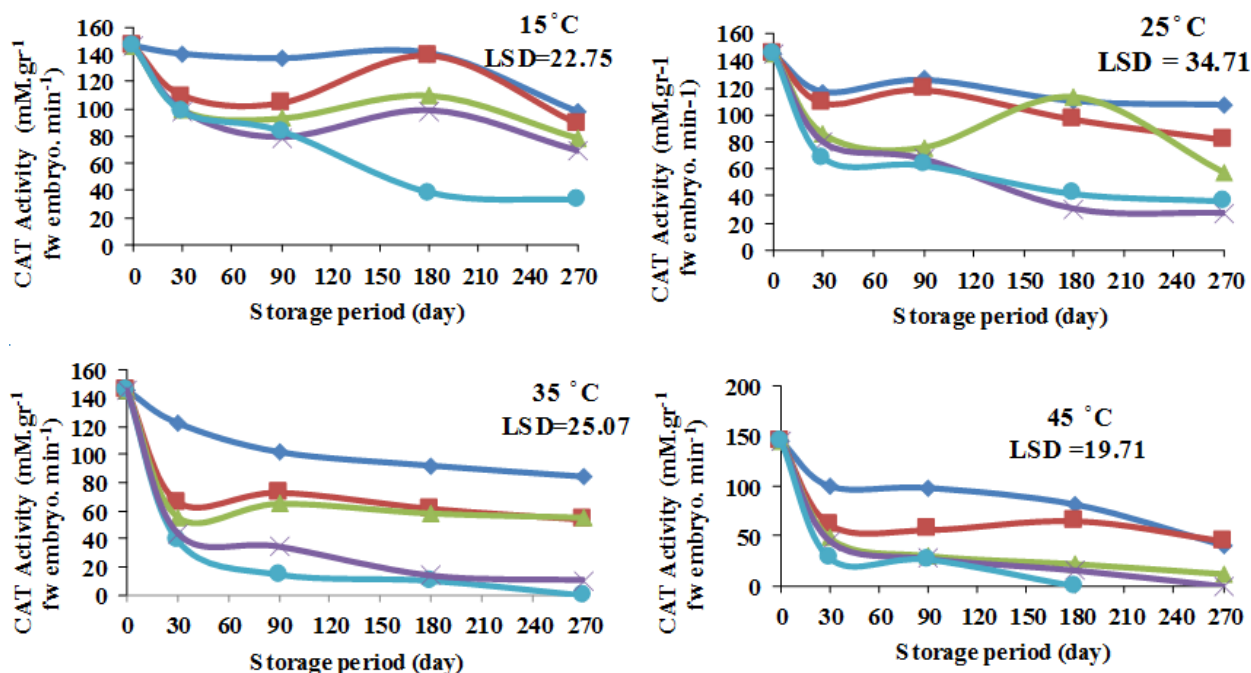 15 ˚C
LSD=22.75
CAT Activity (mM.gr-1
fw embryo. min-1)
160
140
120
100
80
60
40
20
0
0 30 60 90 120 150 180 210 240 270
Storage period (day)
25 ˚C
LSD = 34.71
CAT Activity (mM.gr-1
fw embryo. min-1)
160
140
120
100
80
60
40
20
0
0 30 60 90 120 150 180 210 240 270
Storage period (day)
35 ˚C
LSD=25.07
CAT Activity (mM.gr-1
fw embryo. min-1)
160
140
120
100
80
60
40
20
0
0 30 60 90 120 150 180 210 240 270
Storage period (day)
45 ˚C
LSD =19.71
CAT Activity (mM.gr-1
fw embryo. min-1)
200
150
100
50
0
0 30 60 90 120 150 180 210 240 270
Storage period (day)